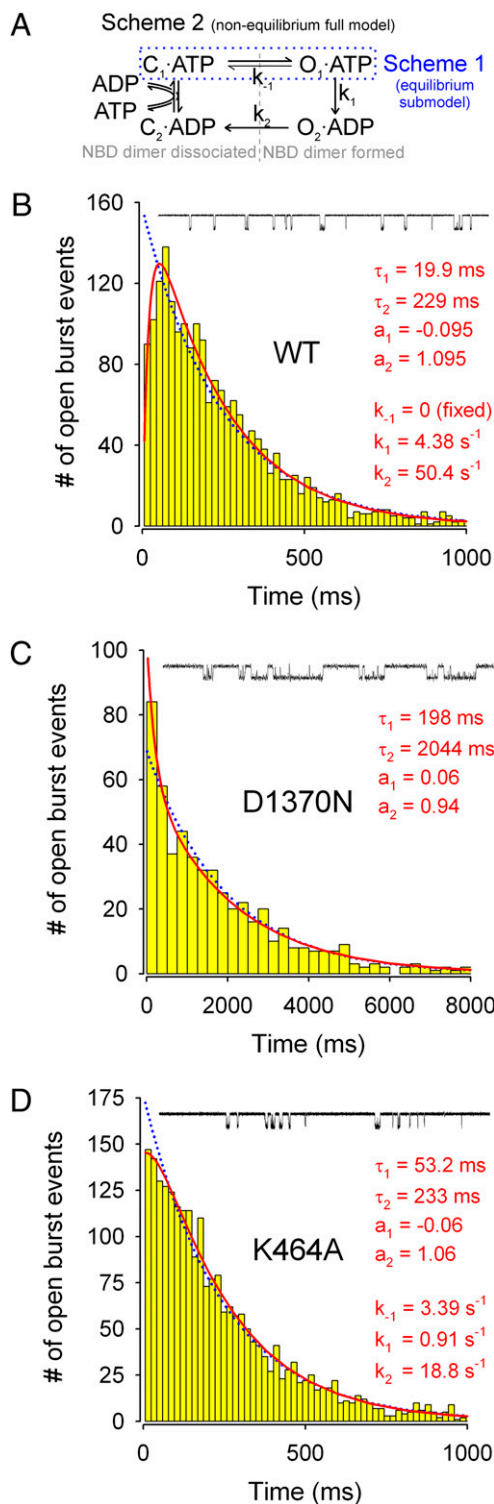 A
Scheme 2 (non-equilibrium full model)
C1·ATP k-1 O1·ATP
Scheme 1
(equilibrium
submodel)
ADP
ATP
k1
k2
C2·ADP O2·ADP
NBD dimer dissociated NBD dimer formed
B
160
120
80
40
0
# of open burst events
WT
τ1 = 19.9 ms
τ2 = 229 ms
a1 = -0.095
a2 = 1.095
k-1 = 0 (fixed)
k1 = 4.38 s-1
k2 = 50.4 s-1
0 500 1000
Time (ms)
C
100
80
60
40
20
0
# of open burst events
D1370N
τ1 = 198 ms
τ2 = 2044 ms
a1 = 0.06
a2 = 0.94
0 2000 4000 6000 8000
Time (ms)
D
175
150
125
100
75
50
25
0
# of open burst events
K464A
τ1 = 53.2 ms
τ2 = 233 ms
a1 = -0.06
a2 = 1.06
k-1 = 3.39 s-1
k1 = 0.91 s-1
k2 = 18.8 s-1
0 500 1000
Time (ms)